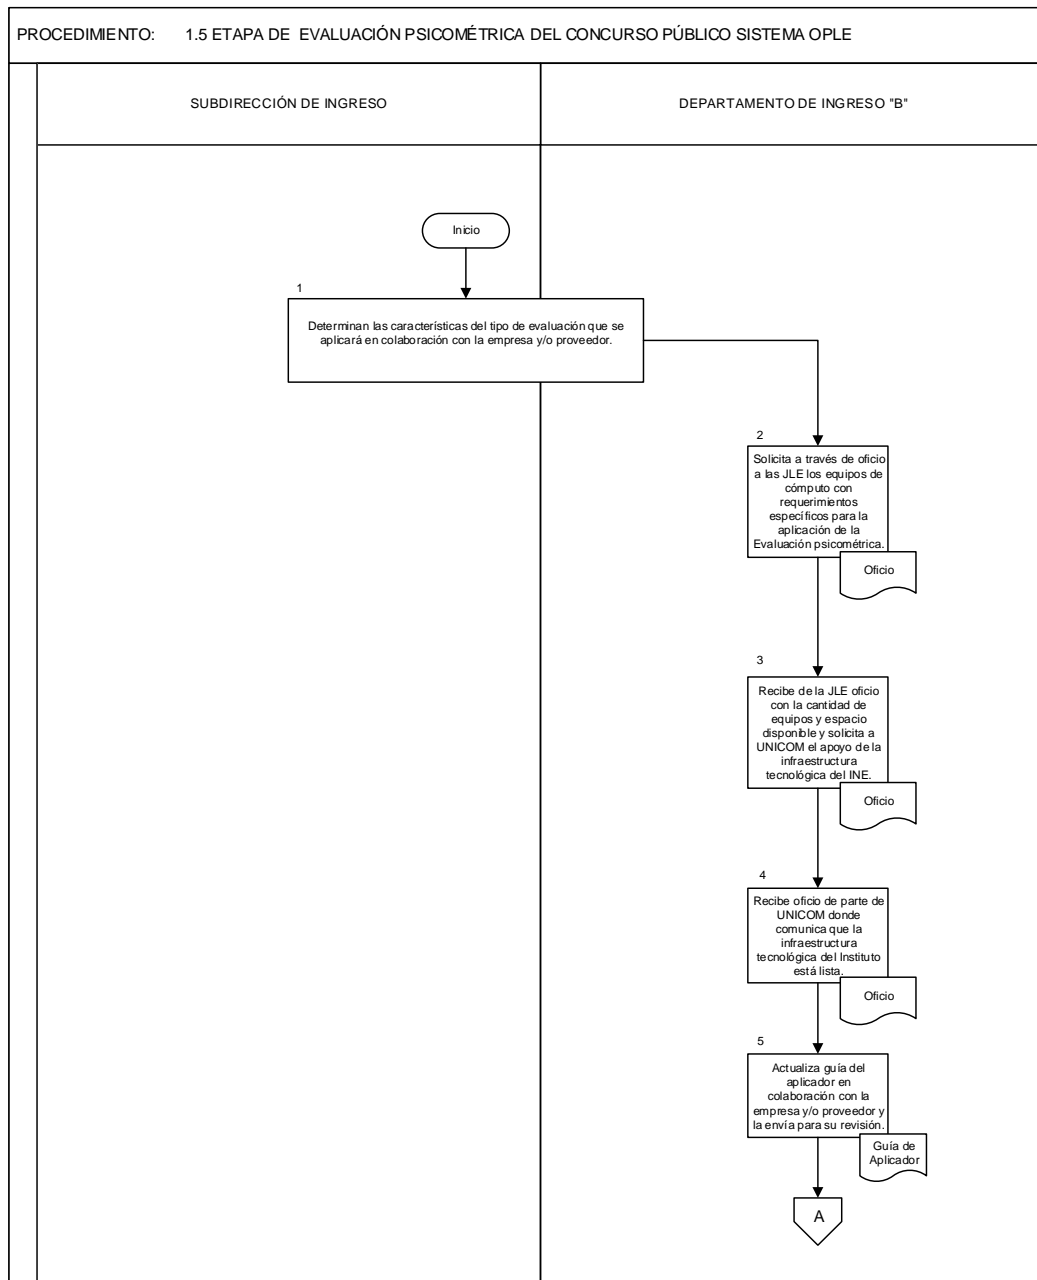 PROCEDIMIENTO: 1.5 ETAPA DE EVALUACIÓN PSICOMÉTRICA DEL CONCURSO PÚBLICO SISTEMA OPLE
SUBDIRECCIÓN DE INGRESO
DEPARTAMENTO DE INGRESO "B"
Inicio
1
Determinan las características del tipo de evaluación que se
aplicará en colaboración con la empresa y/o proveedor.
2
Solicita a través de oficio
a las JLE los equipos de
cómputo con
requerimientos
específicos para la
aplicación de la
Evaluación psicométrica.
Oficio
3
Recibe de la JLE oficio
con la cantidad de
equipos y espacio
disponible y solicita a
UNICOM el apoyo de la
infraestructura
tecnológica del INE.
Oficio
4
Recibe oficio de parte de
UNICOM donde
comunica que la
infraestructura
tecnológica del Instituto
está lista.
Oficio
5
Actualiza guía del
aplicador en
colaboración con la
empresa y/o proveedor y
la envía para su revisión.
Guía de
Aplicador
A